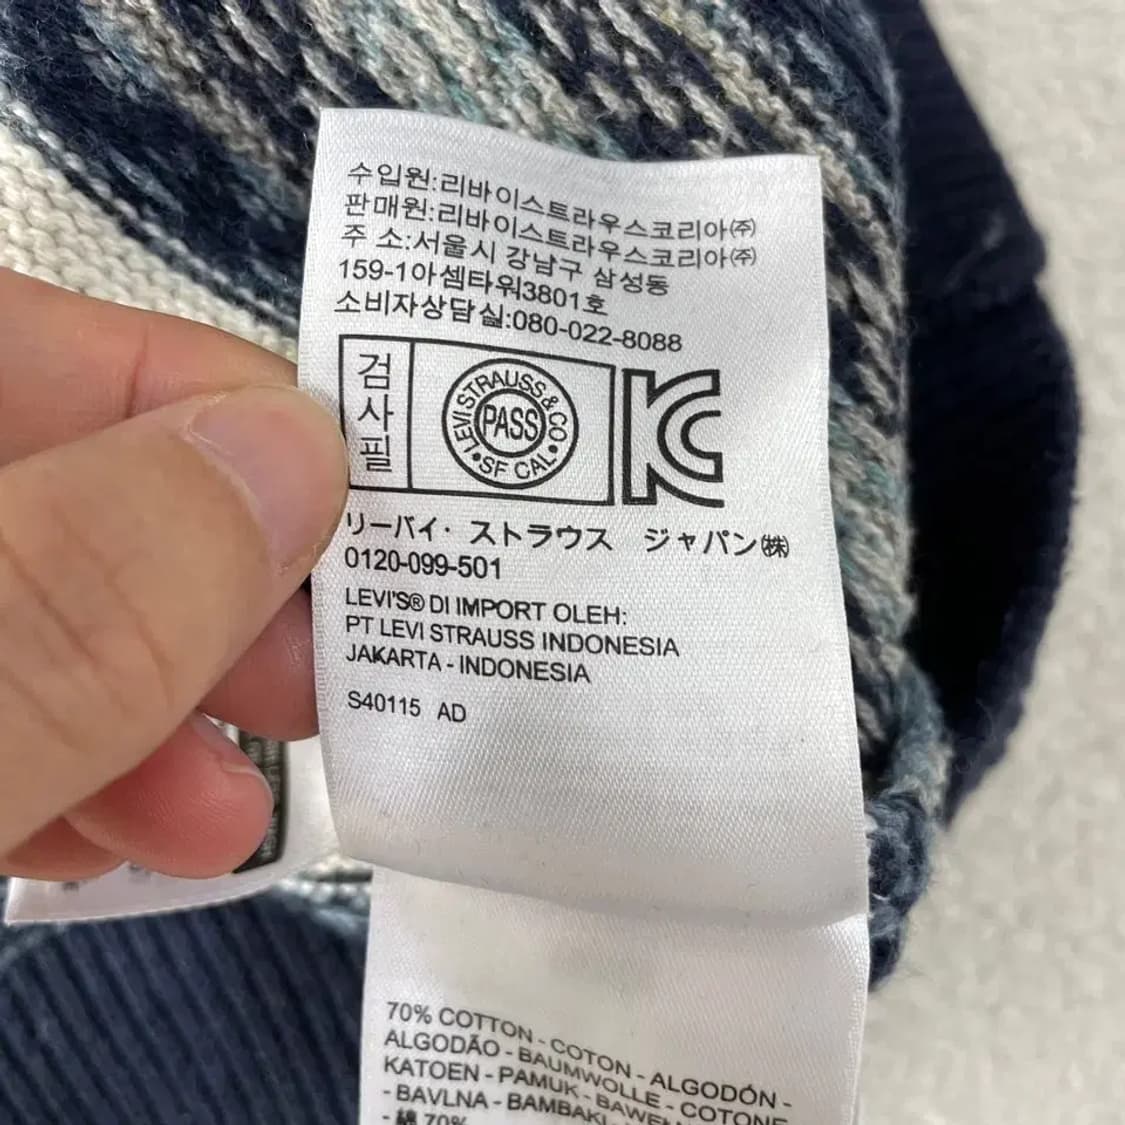 수입원:리바이스트라우스코리아㈜
판매원:리바이스트라우스코리아㈜
주 소:서울시 강남구 삼성동
159-1아셈타워3801호
소비자상담실:080-022-8088
검사필
LEVI STRAUSS & CO
PASS
•SF CAL•
KC
リーバイ・ストラウス ジャパン㈱
0120-099-501
LEVI'S® DI IMPORT OLEH:
PT LEVI STRAUSS INDONESIA
JAKARTA - INDONESIA
S40115 AD
70% COTTON - COTON - ALGODÓN -
ALGODÃO - BAUMWOLLE - COTONE
KATOEN - PAMUK - BAWEŁNA
- BAVLNA - BAMBAKI
- 綿 70%